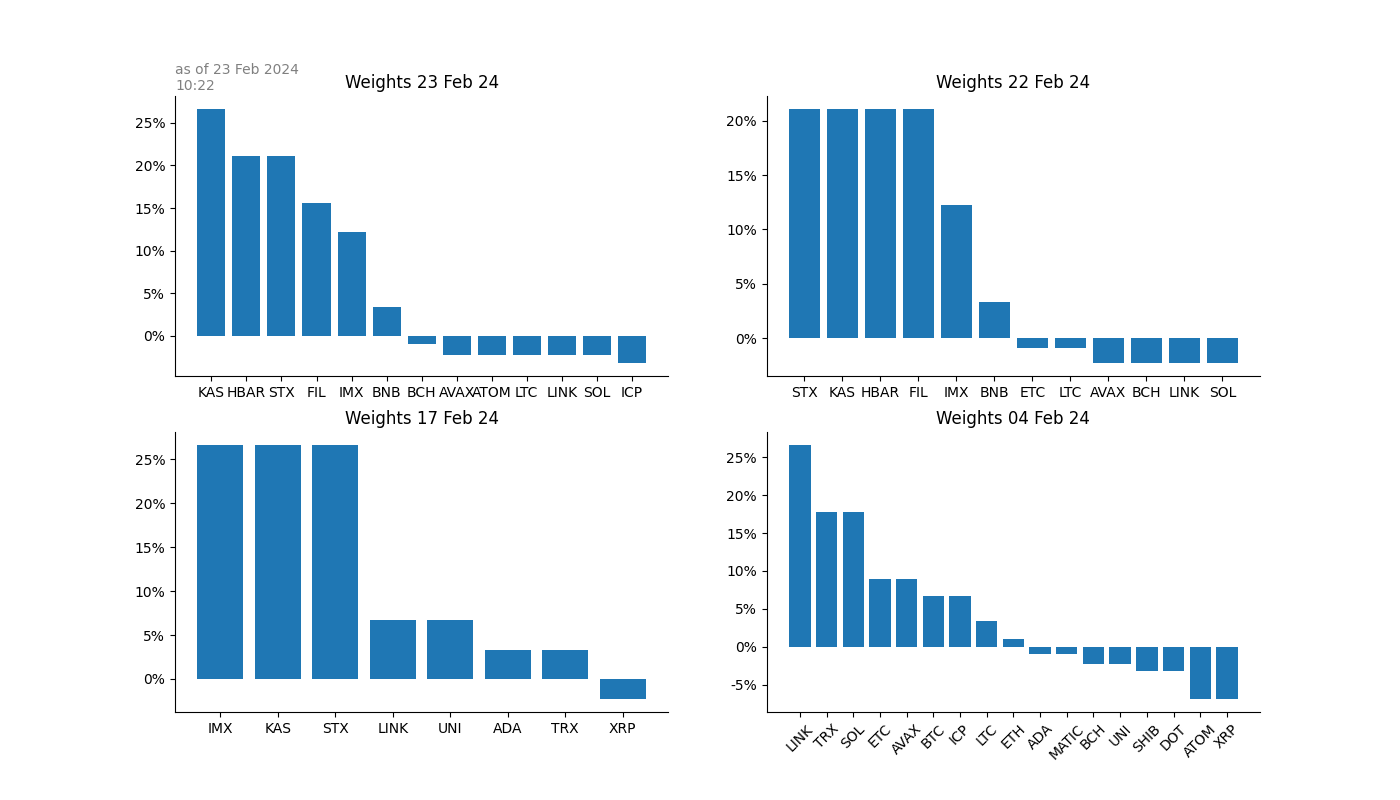 as of 23 Feb 2024
10:22
Weights 23 Feb 24
25%
20%
15%
10%
5%
0%
KAS HBAR STX FIL IMX BNB BCH AVAX ATOM LTC LINK SOL ICP
Weights 22 Feb 24
20%
15%
10%
5%
0%
STX KAS HBAR FIL IMX BNB ETC LTC AVAX BCH LINK SOL
Weights 17 Feb 24
25%
20%
15%
10%
5%
0%
IMX KAS STX LINK UNI ADA TRX XRP
Weights 04 Feb 24
25%
20%
15%
10%
5%
0%
-5%
LINK TRX SOL ETC AVAX BTC ICP LTC ETH ADA MATIC BCH UNI SHIB DOT ATOM XRP